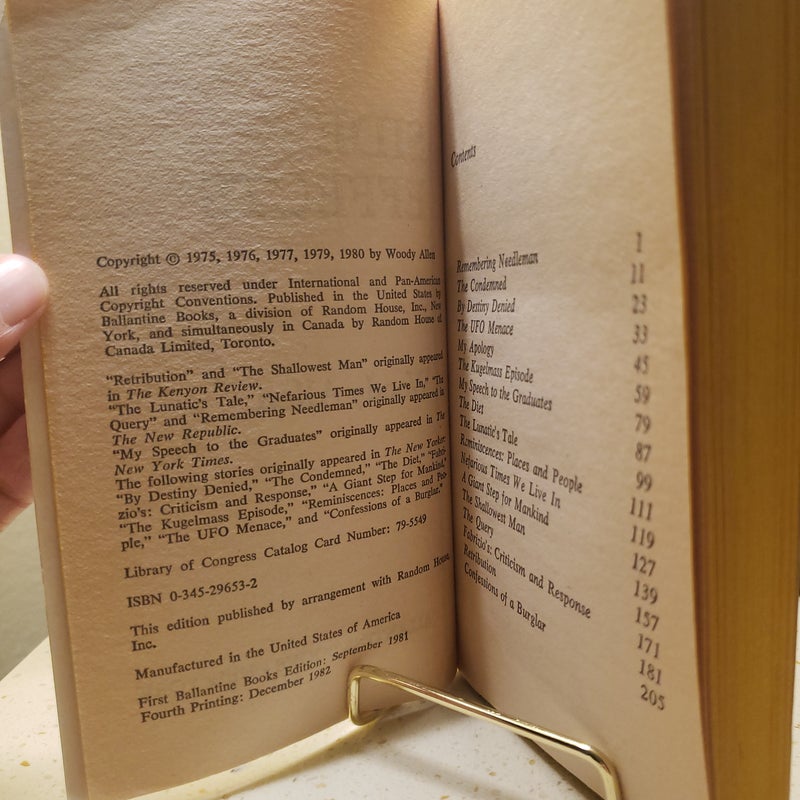 Copyright © 1975, 1976, 1977, 1979, 1980 by Woody Allen
All rights reserved under International and Pan-American
Copyright Conventions. Published in the United States by
Ballantine Books, a division of Random House, Inc., New
York, and simultaneously in Canada by Random House of
Canada Limited, Toronto.
"Retribution" and "The Shallowest Man" originally appeared
in The Kenyon Review.
"The Lunatic's Tale," "Nefarious Times We Live In," "The
Query" and "Remembering Needleman" originally appeared in
The New Republic.
"My Speech to the Graduates" originally appeared in The
New York Times.
The following stories originally appeared in The New Yorker:
"By Destiny Denied," "The Condemned," "The Diet," "Fabri-
zio's: Criticism and Response," "A Giant Step for Mankind,"
"The Kugelmass Episode," "Reminiscences: Places and Peo-
ple," "The UFO Menace," and "Confessions of a Burglar."
Library of Congress Catalog Card Number: 79-5549
ISBN 0-345-29653-2
This edition published by arrangement with Random House,
Inc.
Manufactured in the United States of America
First Ballantine Books Edition: September 1981
Fourth Printing: December 1982
Contents
Remembering Needleman 1
The Condemned 11
By Destiny Denied 23
The UFO Menace 33
My Apology 45
The Kugelmass Episode 59
My Speech to the Graduates 79
The Diet 87
The Lunatic's Tale 99
Reminiscences: Places and People 111
Nefarious Times We Live In 119
A Giant Step for Mankind 127
The Shallowest Man 139
The Query 157
Fabrizio's: Criticism and Response 171
Retribution 181
Confessions of a Burglar 205